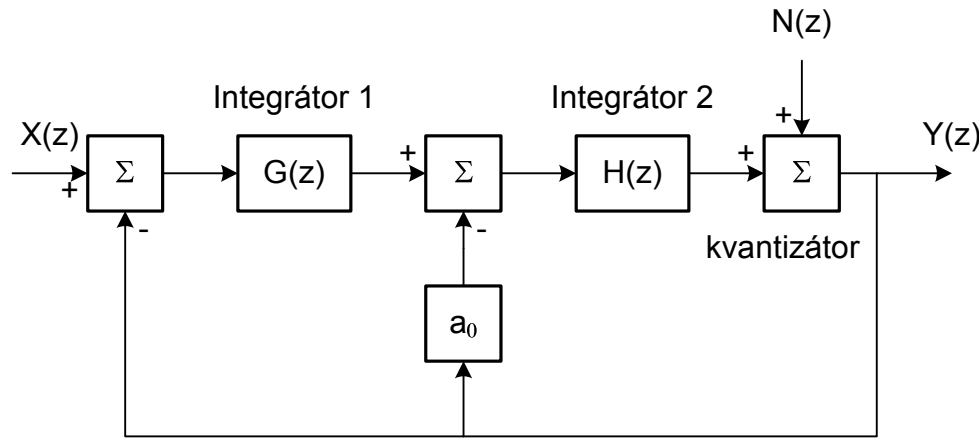 N(z)
Integrátor 1
Integrátor 2
X(z)
+
Y(z)
+
+
+
Σ
G(z)
Σ
H(z)
Σ
-
-
kvantizátor
a₀